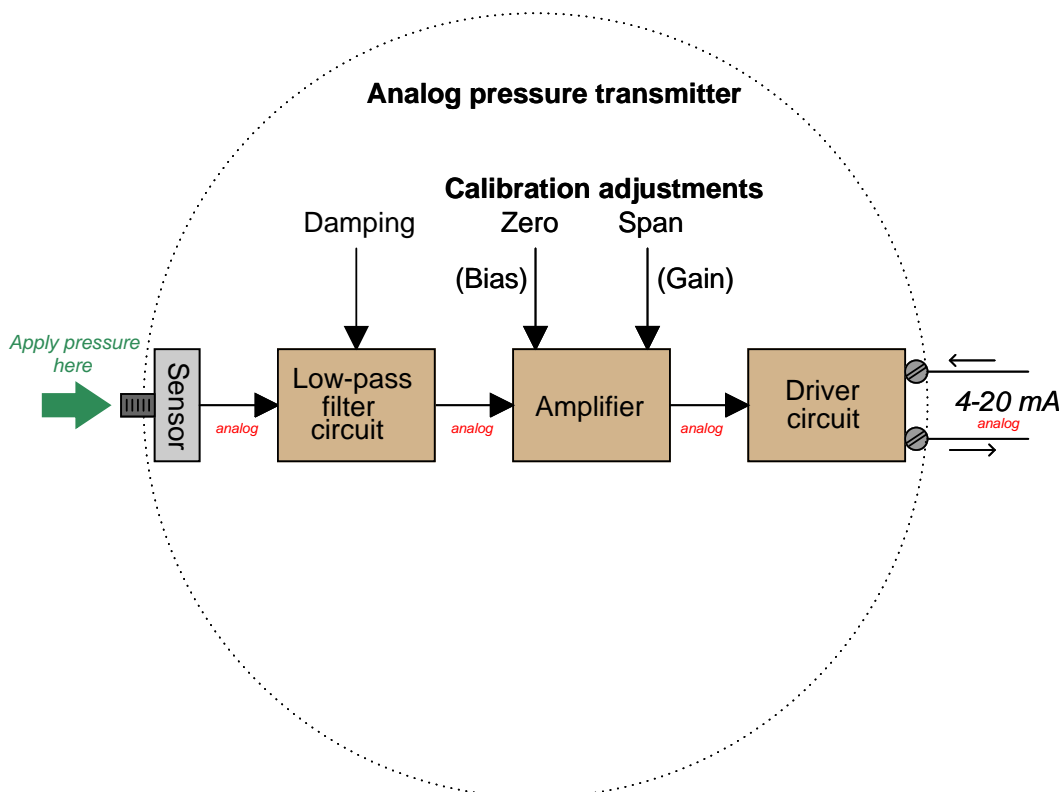 Analog pressure transmitter
Calibration adjustments
Damping
Zero
Span
(Bias)
(Gain)
Apply pressure
here
Sensor
analog
Low-pass
filter
circuit
analog
Amplifier
analog
Driver
circuit
4-20 mA
analog